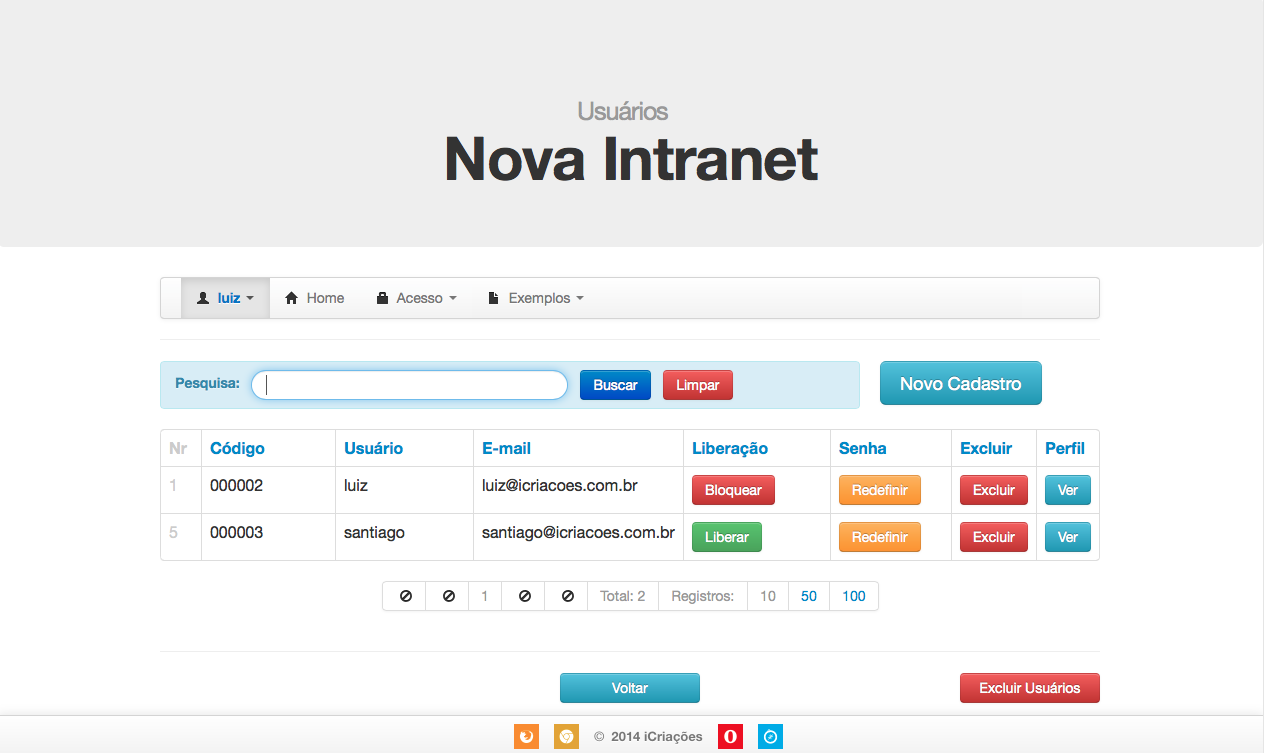 Usuários
Nova Intranet
luiz Home Acesso Exemplos
Pesquisa: Buscar Limpar Novo Cadastro
Nr Código Usuário E-mail Liberação Senha Excluir Perfil
1 000002 luiz luiz@icriacoes.com.br Bloquear Redefinir Excluir Ver
5 000003 santiago santiago@icriacoes.com.br Liberar Redefinir Excluir Ver
1 Total: 2 Registros: 10 50 100
Voltar Excluir Usuários
© 2014 iCriações